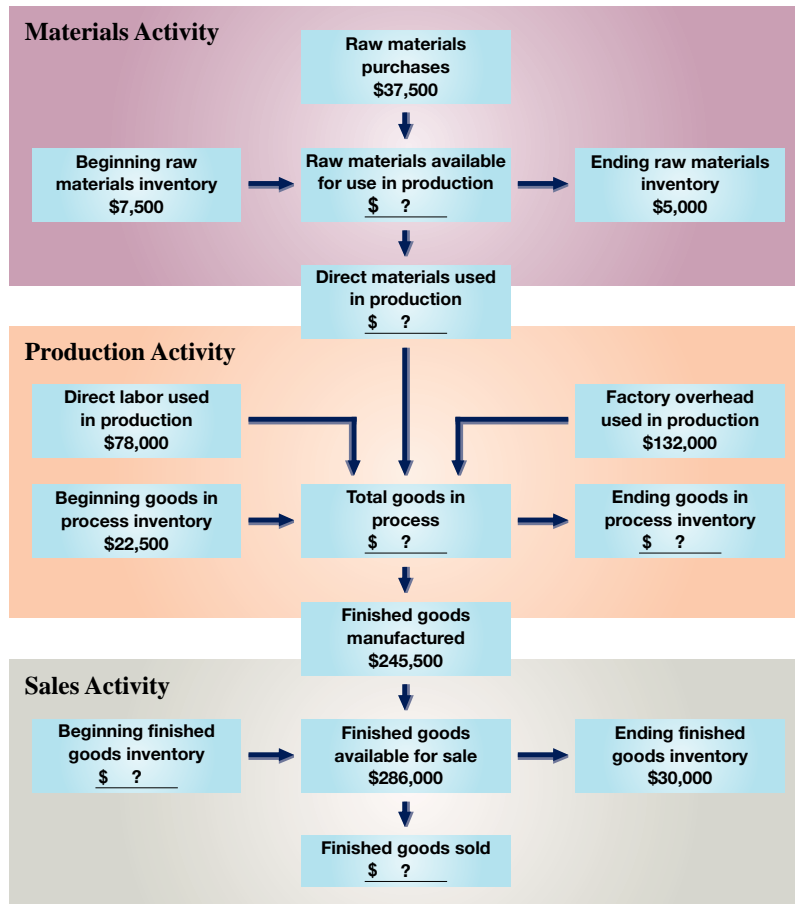 Materials Activity
Raw materials
purchases
$37,500
Beginning raw
materials inventory
$7,500
Raw materials available
for use in production
$ ?
Ending raw materials
inventory
$5,000
Direct materials used
in production
$ ?
Production Activity
Direct labor used
in production
$78,000
Factory overhead
used in production
$132,000
Beginning goods in
process inventory
$22,500
Total goods in
process
$ ?
Ending goods in
process inventory
$ ?
Finished goods
manufactured
$245,500
Sales Activity
Beginning finished
goods inventory
$ ?
Finished goods
available for sale
$286,000
Ending finished
goods inventory
$30,000
Finished goods sold
$ ?